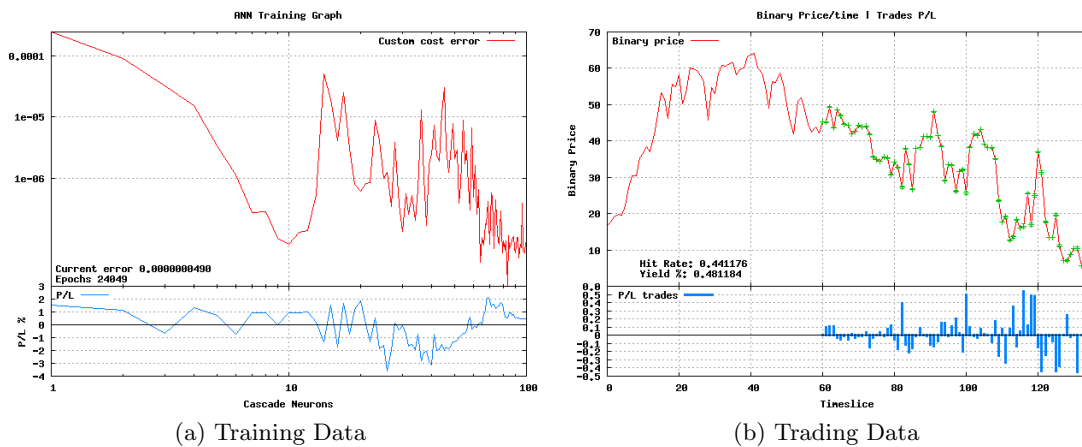 ANN Training Graph
Custom cost error
0.0001
1e-05
1e-06
Current error 0.0000000490
Epochs 24049
P/L
3
2
1
0
-1
-2
-3
-4
P/L %
1
10
100
Cascade Neurons
(a) Training Data
Binary Price/time | Trades P/L
Binary price
70
60
50
40
30
20
10
0.0
Binary Price
Hit Rate: 0.441176
Yield %: 0.481184
P/L trades
0.5
0.4
0.3
0.2
0.1
0
-0.1
-0.2
-0.3
-0.4
-0.5
0
20
40
60
80
100
120
Timeslice
(b) Trading Data